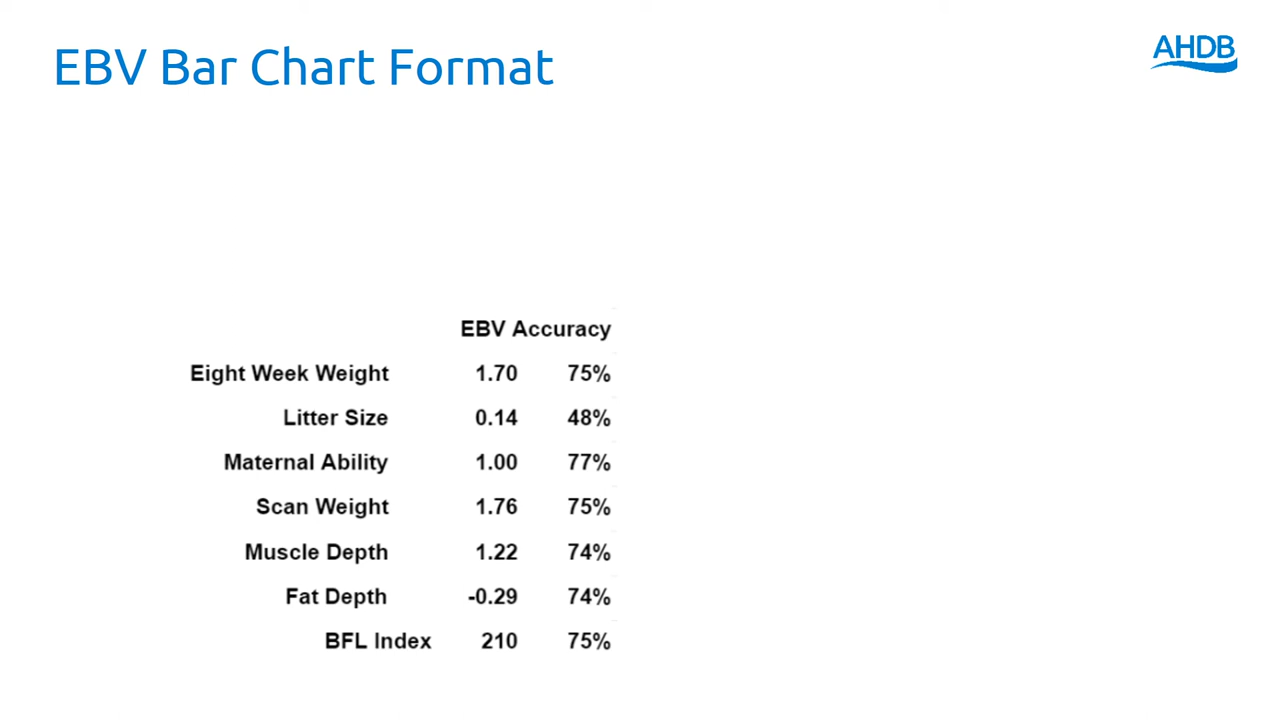 EBV Bar Chart Format
AHDB
EBV Accuracy
Eight Week Weight 1.70 75%
Litter Size 0.14 48%
Maternal Ability 1.00 77%
Scan Weight 1.76 75%
Muscle Depth 1.22 74%
Fat Depth -0.29 74%
BFL Index 210 75%